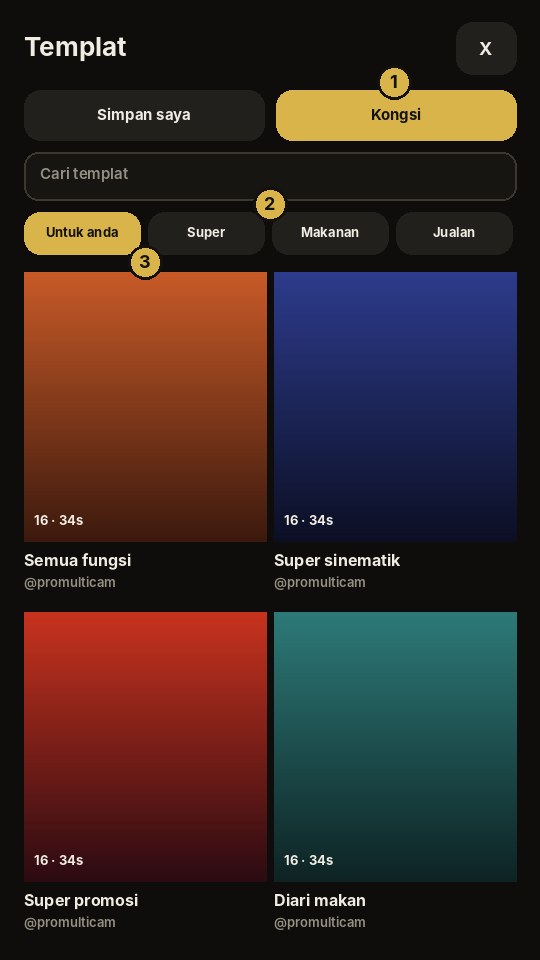 Templat
X
1
Simpan saya
Kongsi
Cari templat
2
Untuk anda
Super
Makanan
Jualan
3
16 · 34s
16 · 34s
Semua fungsi
Super sinematik
@promulticam
@promulticam
16 · 34s
16 · 34s
Super promosi
Diari makan
@promulticam
@promulticam